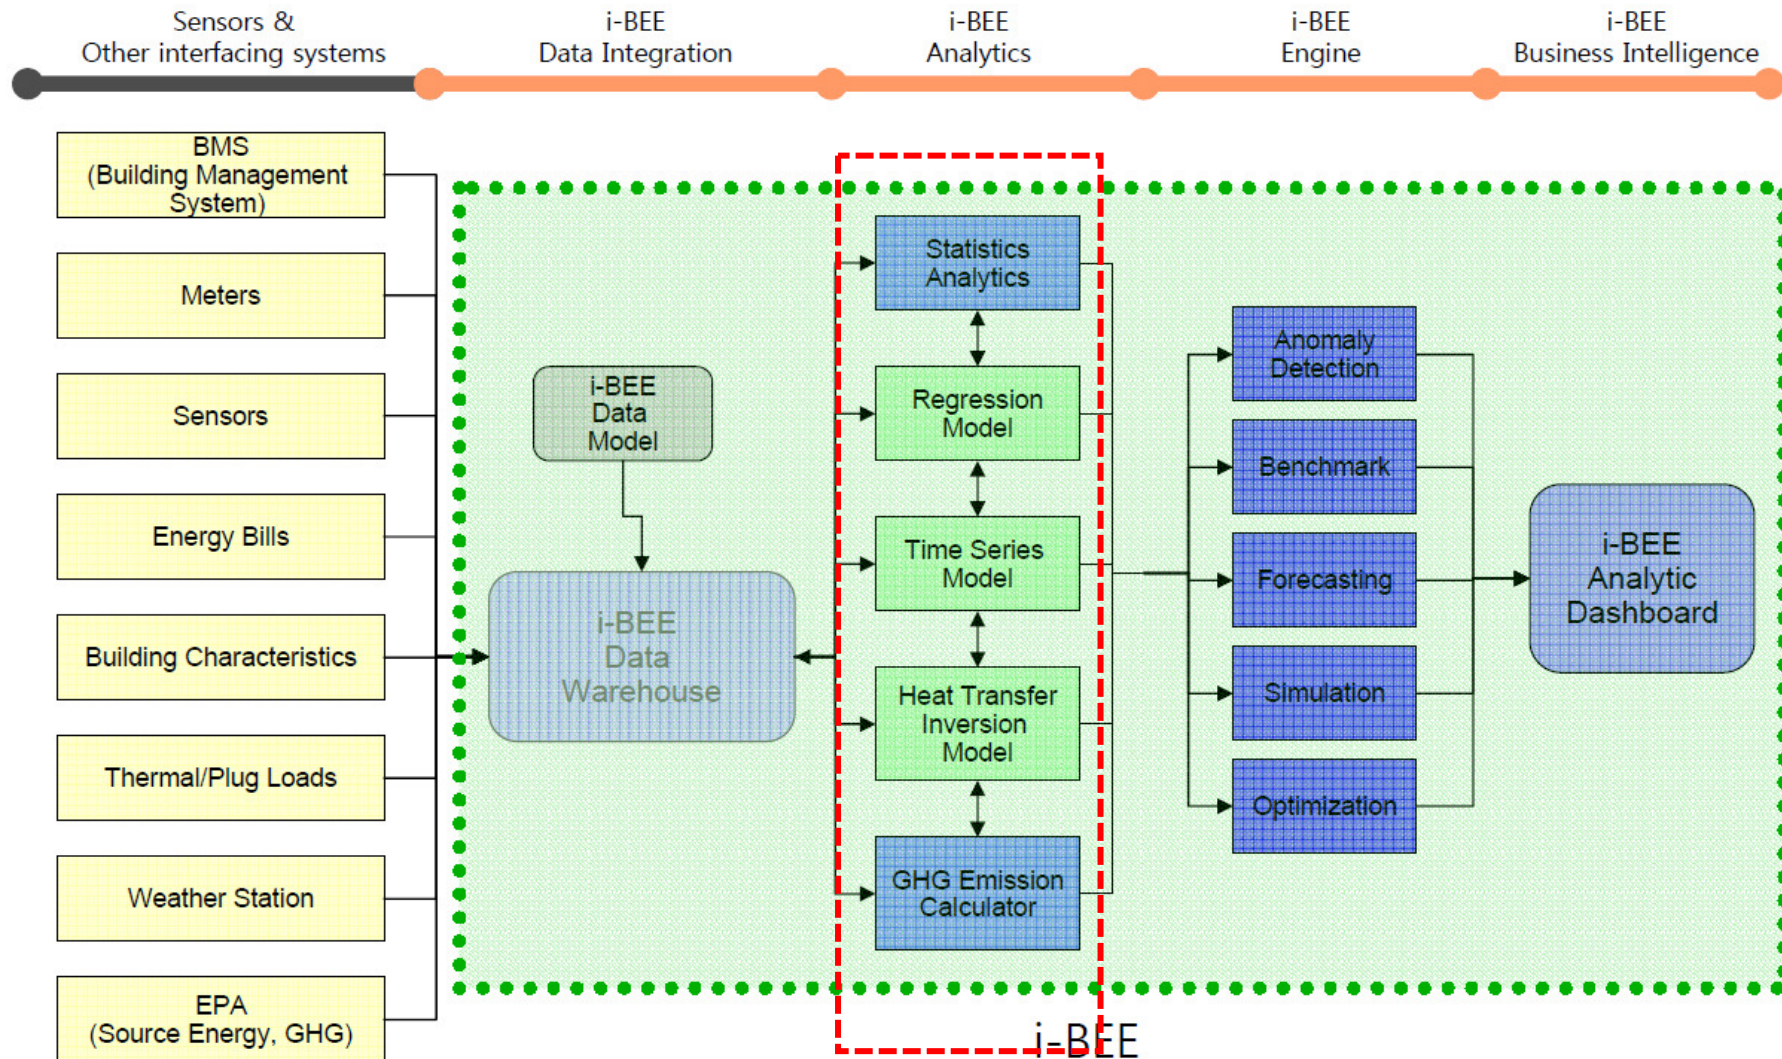 Sensors &
Other interfacing systems
i-BEE
Data Integration
i-BEE
Analytics
i-BEE
Engine
i-BEE
Business Intelligence
BMS
(Building Management
System)
Meters
Sensors
Energy Bills
Building Characteristics
Thermal/Plug Loads
Weather Station
EPA
(Source Energy, GHG)
i-BEE
Data
Model
i-BEE
Data
Warehouse
Statistics
Analytics
Regression
Model
Time Series
Model
Heat Transfer
Inversion
Model
GHG Emission
Calculator
Anomaly
Detection
Benchmark
Forecasting
Simulation
Optimization
i-BEE
Analytic
Dashboard
i-BEE